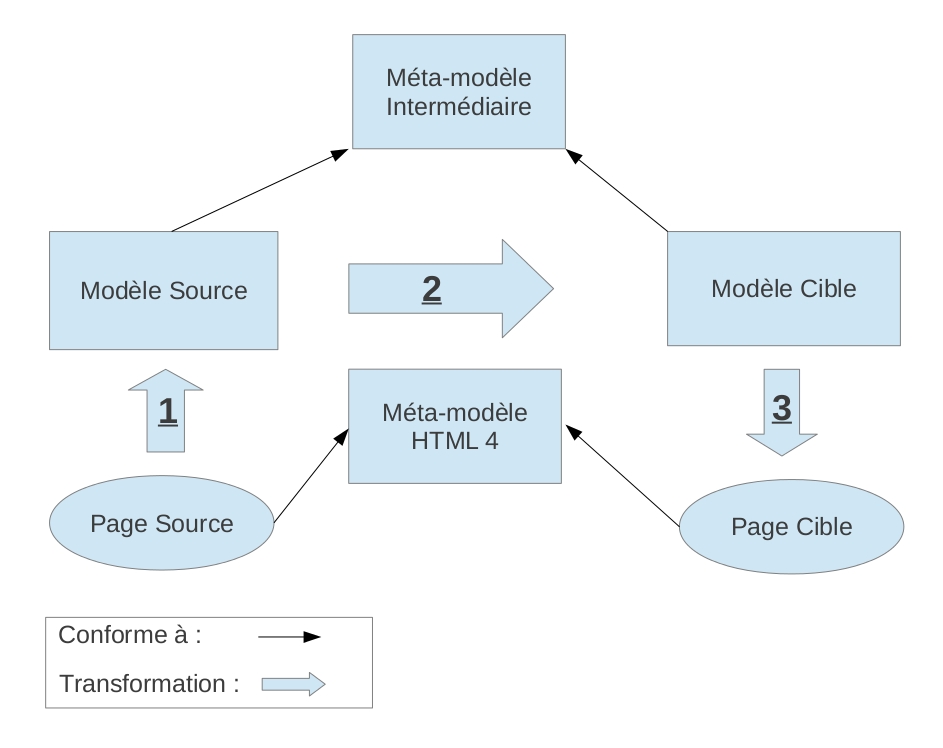 Méta-modèle
Intermédiaire
Modèle Source
2
Modèle Cible
1
Méta-modèle
HTML 4
3
Page Source
Page Cible
Conforme à :
Transformation :